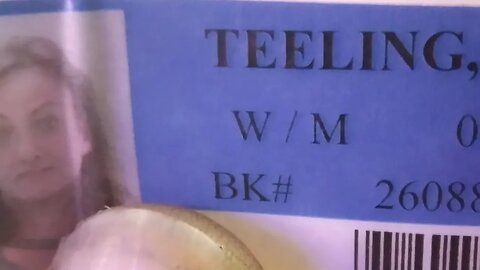 TEELING,
W / M 0
BK# 26088